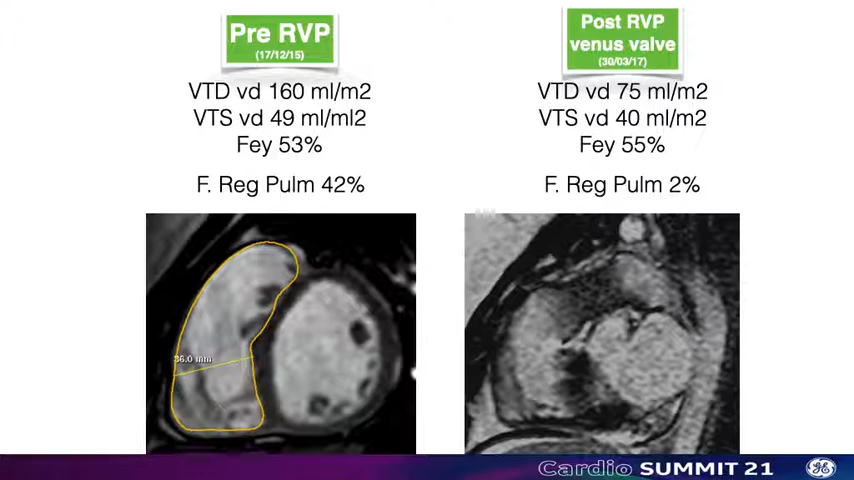 Pre RVP
(17/12/15)
VTD vd 160 ml/m2
VTS vd 49 ml/ml2
Fey 53%
F. Reg Pulm 42%
36.0 mm
Post RVP
venus valve
(30/03/17)
VTD vd 75 ml/m2
VTS vd 40 ml/m2
Fey 55%
F. Reg Pulm 2%
Cardio SUMMIT 21